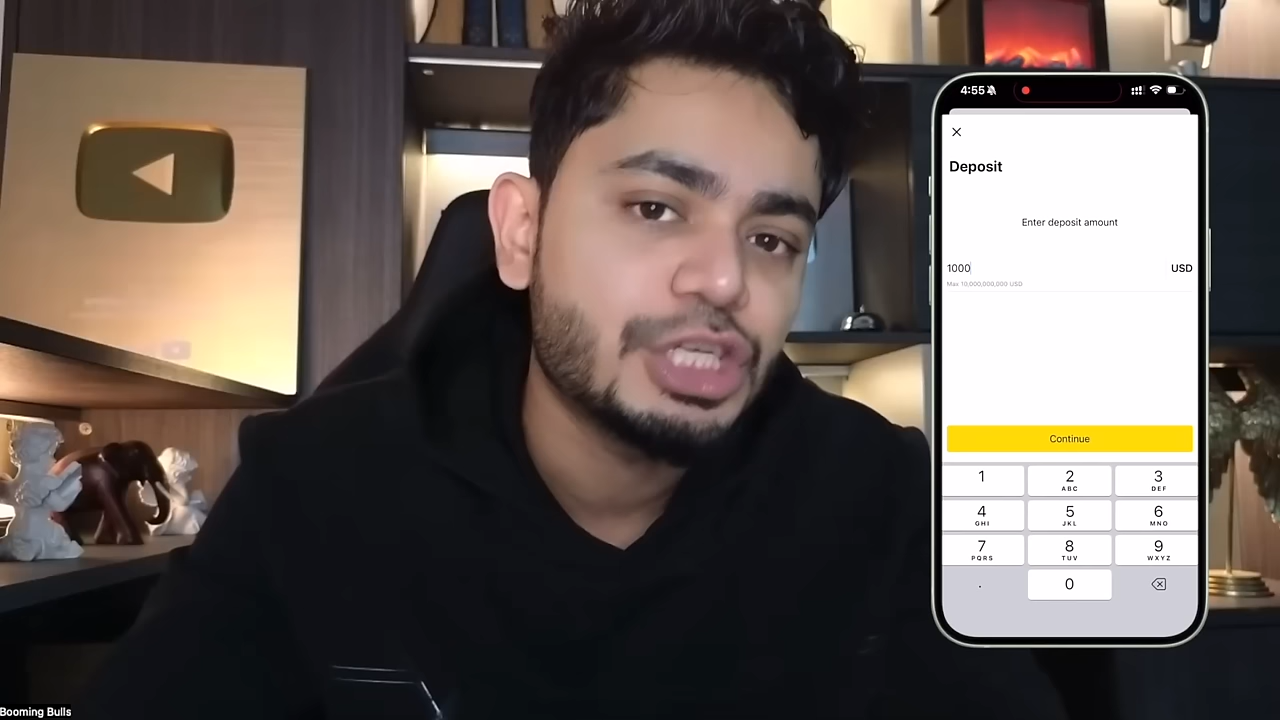 4:55
Deposit
Enter deposit amount
1000 USD
Max 10,000,000,000 USD
Continue
1 2 3
ABC DEF
4 5 6
GHI JKL MNO
7 8 9
PQRS TUV WXYZ
. 0
Booming Bulls